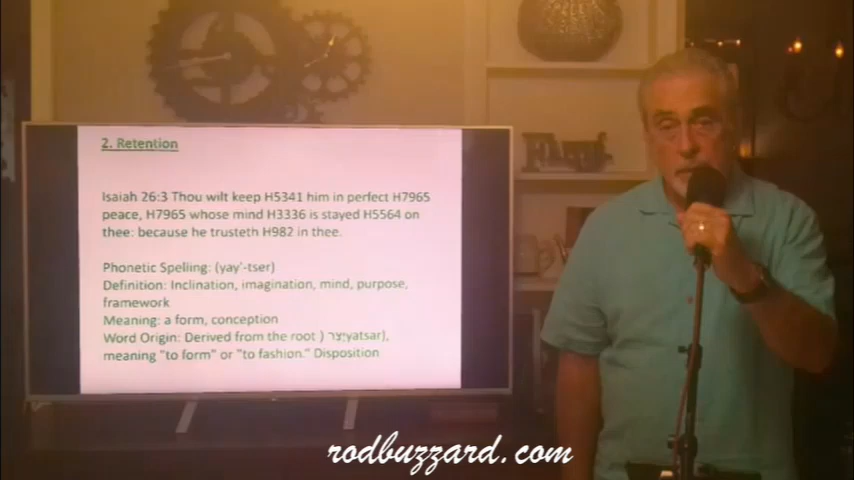 2. Retention
Isaiah 26:3 Thou wilt keep H5341 him in perfect H7965
peace, H7965 whose mind H3336 is stayed H5564 on
thee: because he trusteth H982 in thee.
Phonetic Spelling: (yay'-tser)
Definition: Inclination, imagination, mind, purpose,
framework
Meaning: a form, conception
Word Origin: Derived from the root ) יצר:yatsar),
meaning "to form" or "to fashion." Disposition
rodbuzzard.com